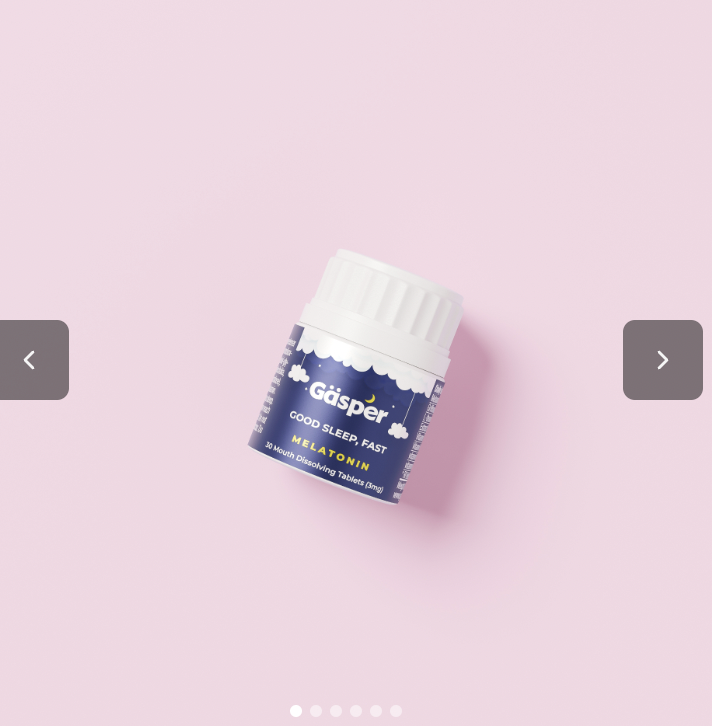 Gäsper
GOOD SLEEP, FAST
MELATONIN
30 Mouth Dissolving Tablets (3mg)